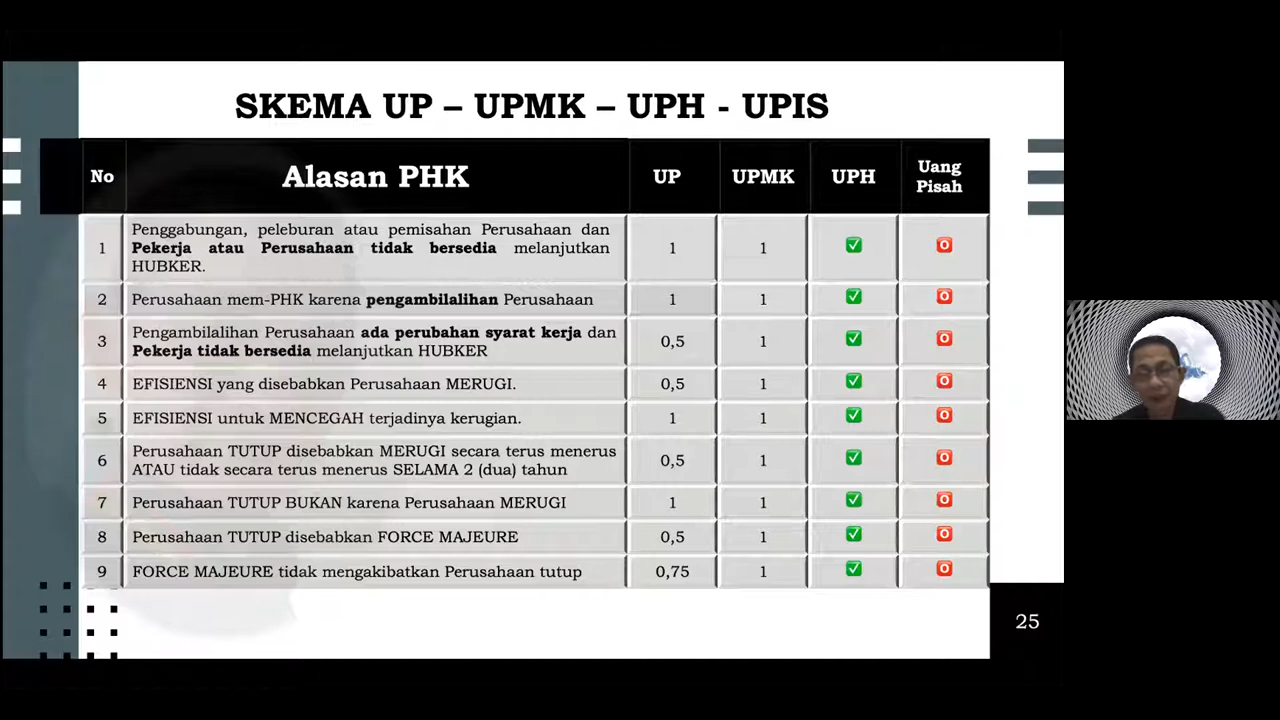 SKEMA UP – UPMK – UPH - UPIS
No Alasan PHK UP UPMK UPH Uang Pisah
1 Penggabungan, peleburan atau pemisahan Perusahaan dan
Pekerja atau Perusahaan tidak bersedia melanjutkan
HUBKER. 1 1 ✅ 🅾
2 Perusahaan mem-PHK karena pengambilalihan Perusahaan 1 1 ✅ 🅾
3 Pengambilalihan Perusahaan ada perubahan syarat kerja dan
Pekerja tidak bersedia melanjutkan HUBKER 0,5 1 ✅ 🅾
4 EFISIENSI yang disebabkan Perusahaan MERUGI. 0,5 1 ✅ 🅾
5 EFISIENSI untuk MENCEGAH terjadinya kerugian. 1 1 ✅ 🅾
6 Perusahaan TUTUP disebabkan MERUGI secara terus menerus
ATAU tidak secara terus menerus SELAMA 2 (dua) tahun 0,5 1 ✅ 🅾
7 Perusahaan TUTUP BUKAN karena Perusahaan MERUGI 1 1 ✅ 🅾
8 Perusahaan TUTUP disebabkan FORCE MAJEURE 0,5 1 ✅ 🅾
9 FORCE MAJEURE tidak mengakibatkan Perusahaan tutup 0,75 1 ✅ 🅾
25